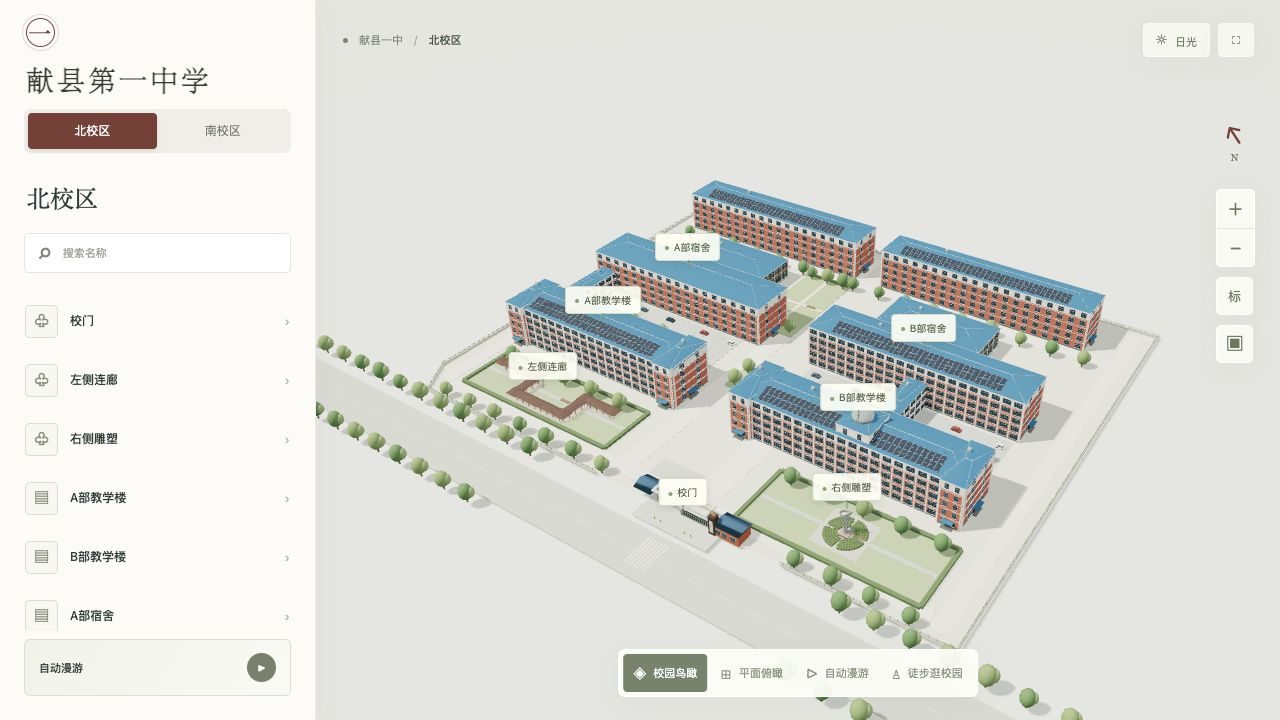 献县第一中学
北校区
南校区
北校区
搜索名称
校门
左侧连廊
右侧雕塑
A部教学楼
B部教学楼
A部宿舍
自动漫游
献县一中 / 北校区
日光
N
+
−
标
A部宿舍
A部教学楼
左侧连廊
B部宿舍
B部教学楼
右侧雕塑
校门
校园鸟瞰
平面俯瞰
自动漫游
徒步逛校园